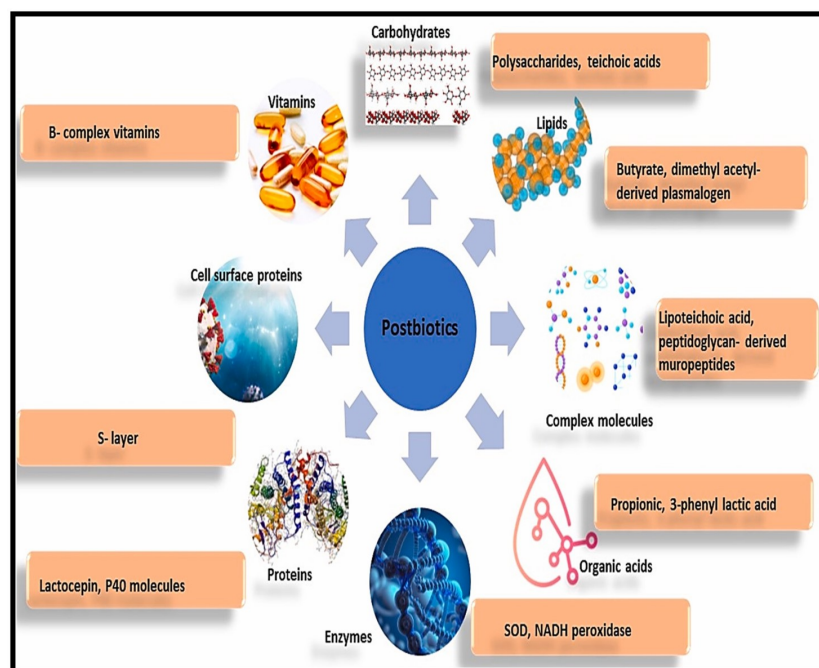 Carbohydrates
Polysaccharides, teichoic acids
Vitamins
B- complex vitamins
Lipids
Butyrate, dimethyl acetyl-
derived plasmalogen
Cell surface proteins
Postbiotics
Lipoteichoic acid,
peptidoglycan- derived
muropeptides
Complex molecules
S- layer
Propionic, 3-phenyl lactic acid
Organic acids
Proteins
Lactocepin, P40 molecules
Enzymes
SOD, NADH peroxidase